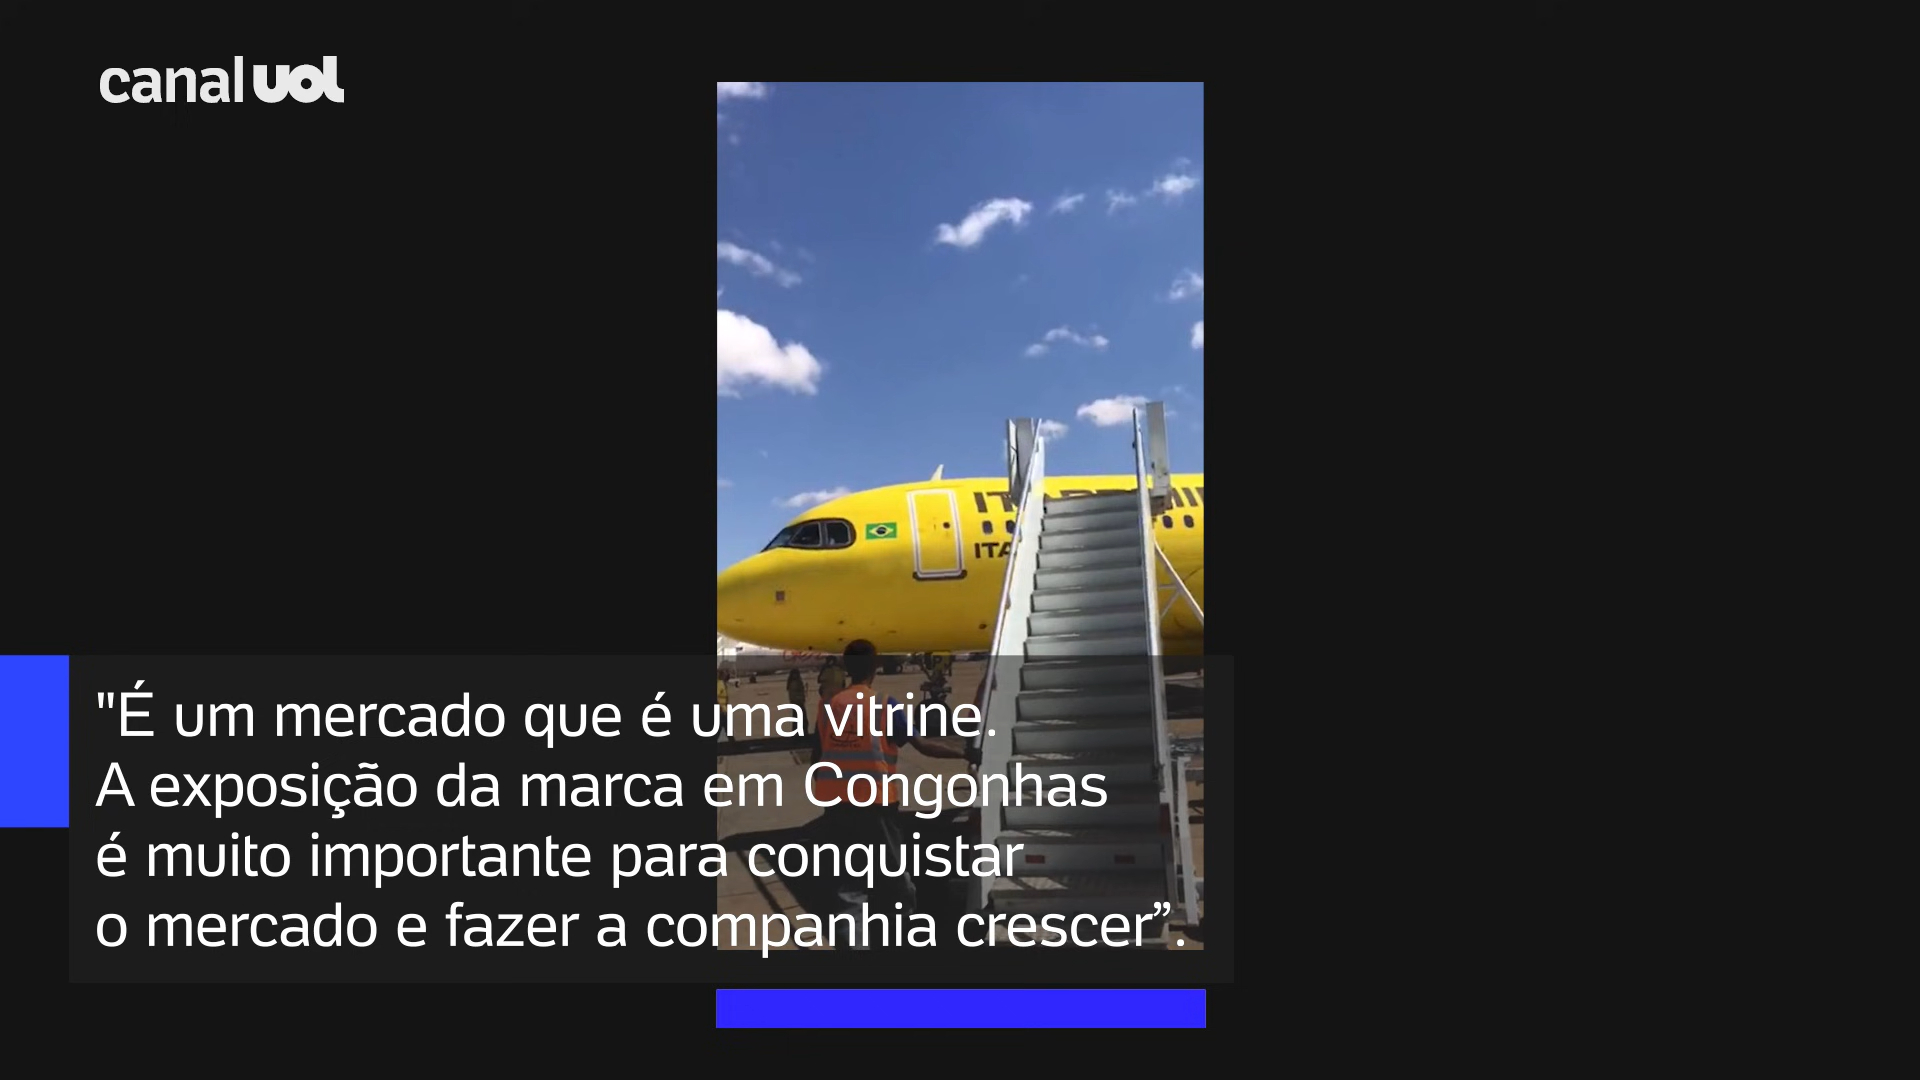 canal uol
ITA
"É um mercado que é uma vitrine.
A exposição da marca em Congonhas
é muito importante para conquistar
o mercado e fazer a companhia crescer”.